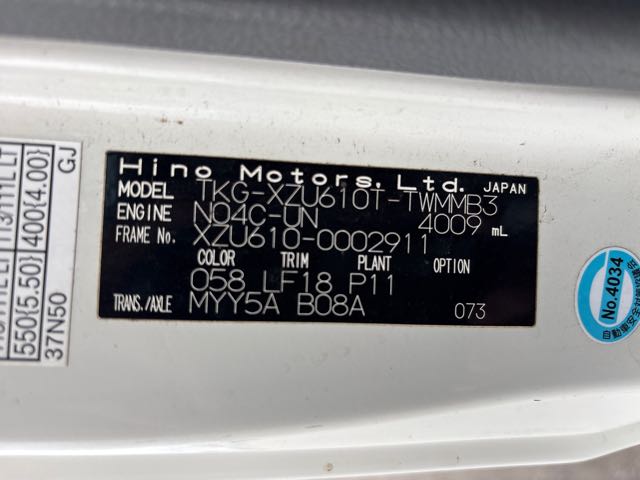 Hino Motors, Ltd. JAPAN
MODEL TKG-XZU610T-TWMMB3
ENGINE N04C-UN 4009 mL
FRAME No. XZU610-0002911
COLOR TRIM PLANT OPTION
058 LF18 P11
TRANS./AXLE MYY5A B08A 073
550{5.50} 400{4.00}
37N50 GJ
No.4034